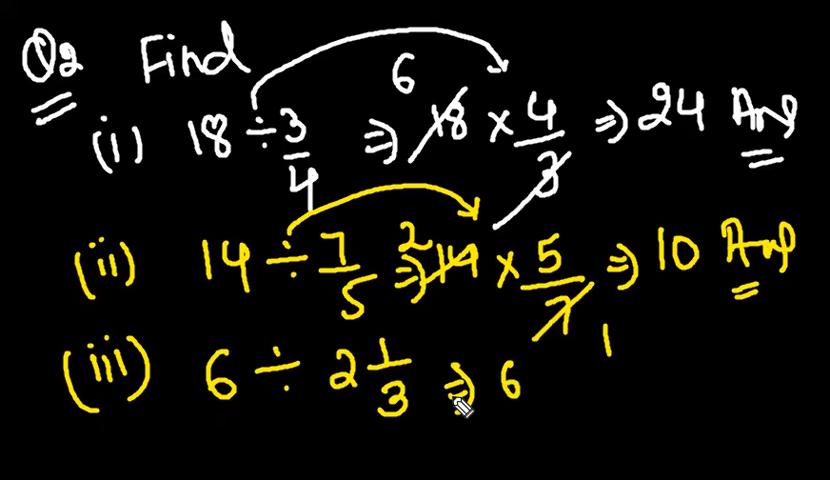 Q2 Find
(i) 18 ÷ 3/4 ⇒ 18 6 × 4/3 ⇒ 24 Ans
(ii) 14 ÷ 7/5 ⇒ 14 2 × 5/7 1 ⇒ 10 Ans
(iii) 6 ÷ 2 1/3 ⇒ 6